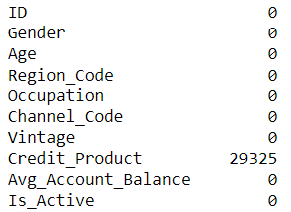 ID 0
Gender 0
Age 0
Region_Code 0
Occupation 0
Channel_Code 0
Vintage 0
Credit_Product 29325
Avg_Account_Balance 0
Is_Active 0